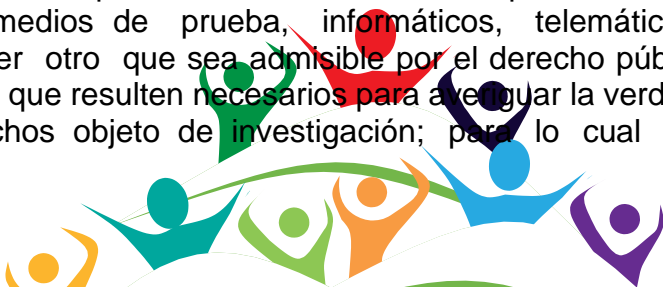 medios de prueba, informáticos, telemátic
er otro que sea admisible por el derecho púb
que resulten necesarios para averiguar la verd
chos objeto de investigación; para lo cual